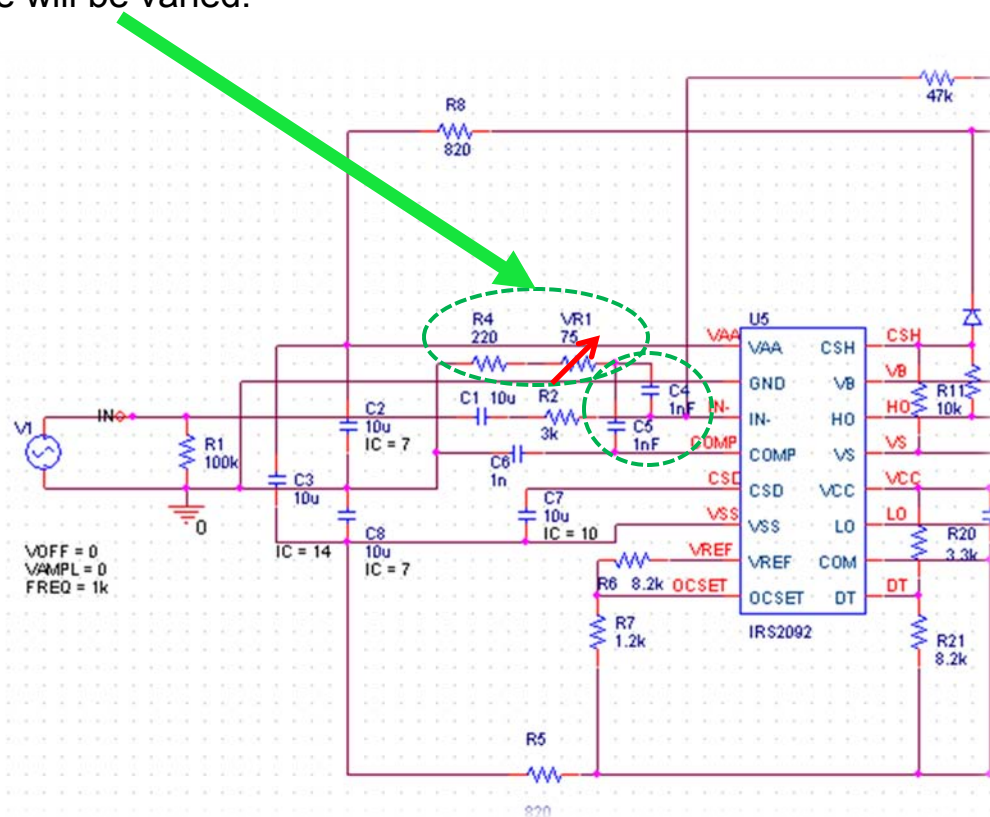 e will be varied.
47k
R8
820
R4 VR1
220 75
U5
VAA VAA CSH CSH
GND VB VB
C1 10u R2 C4
1nF IN- IN- HO HO R11
10k
3k
C2
10u
IC = 7
C5
1nF COMP COMP VS VS
V1 IN
R1
100k
C6
1n
C3
10u
CSD CSD VCC VCC
C7
10u
IC = 10
VSS VSS LO LO R20
3.3k
0
IC = 14
C8
10u
IC = 7
VREF VREF COM
VOFF = 0
VAMPL = 0
FREQ = 1k
R6 8.2k OCSET OCSET DT DT
R7
1.2k
IRS2092
R21
8.2k
R5
820